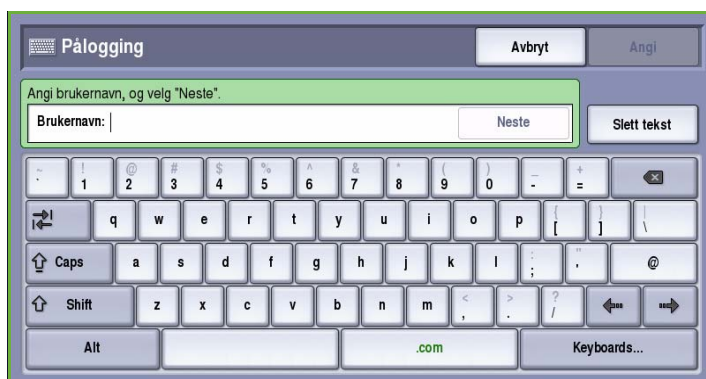 Pålogging Avbryt Angi
Angi brukernavn, og velg "Neste".
Brukernavn: Neste Slett tekst
~ ! @ # $ % ^ & * ( ) _ +
` 1 2 3 4 5 6 7 8 9 0 - =
q w e r t y u i o p { [ } ] | \
Caps a s d f g h j k l : ; " ' @
Shift z x c v b n m < , > . ? /
Alt .com Keyboards...